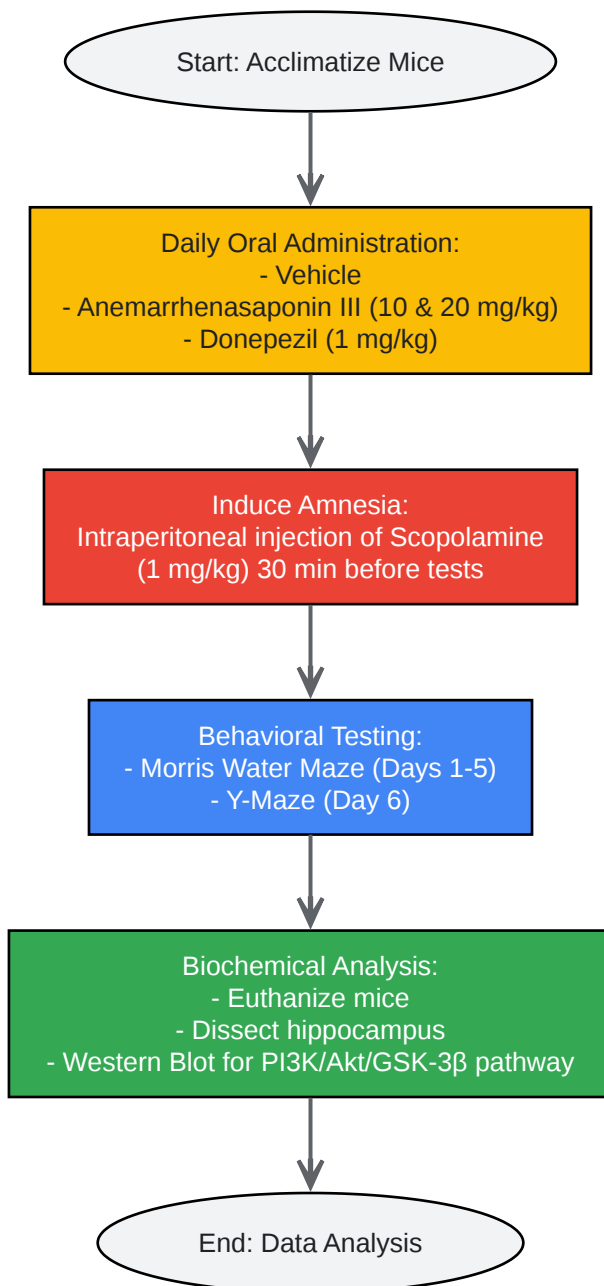 Start: Acclimatize Mice
Daily Oral Administration:
- Vehicle
- Anemarrhenasaponin III (10 & 20 mg/kg)
- Donepezil (1 mg/kg)
Induce Amnesia:
Intraperitoneal injection of Scopolamine
(1 mg/kg) 30 min before tests
Behavioral Testing:
- Morris Water Maze (Days 1-5)
- Y-Maze (Day 6)
Biochemical Analysis:
- Euthanize mice
- Dissect hippocampus
- Western Blot for PI3K/Akt/GSK-3β pathway
End: Data Analysis